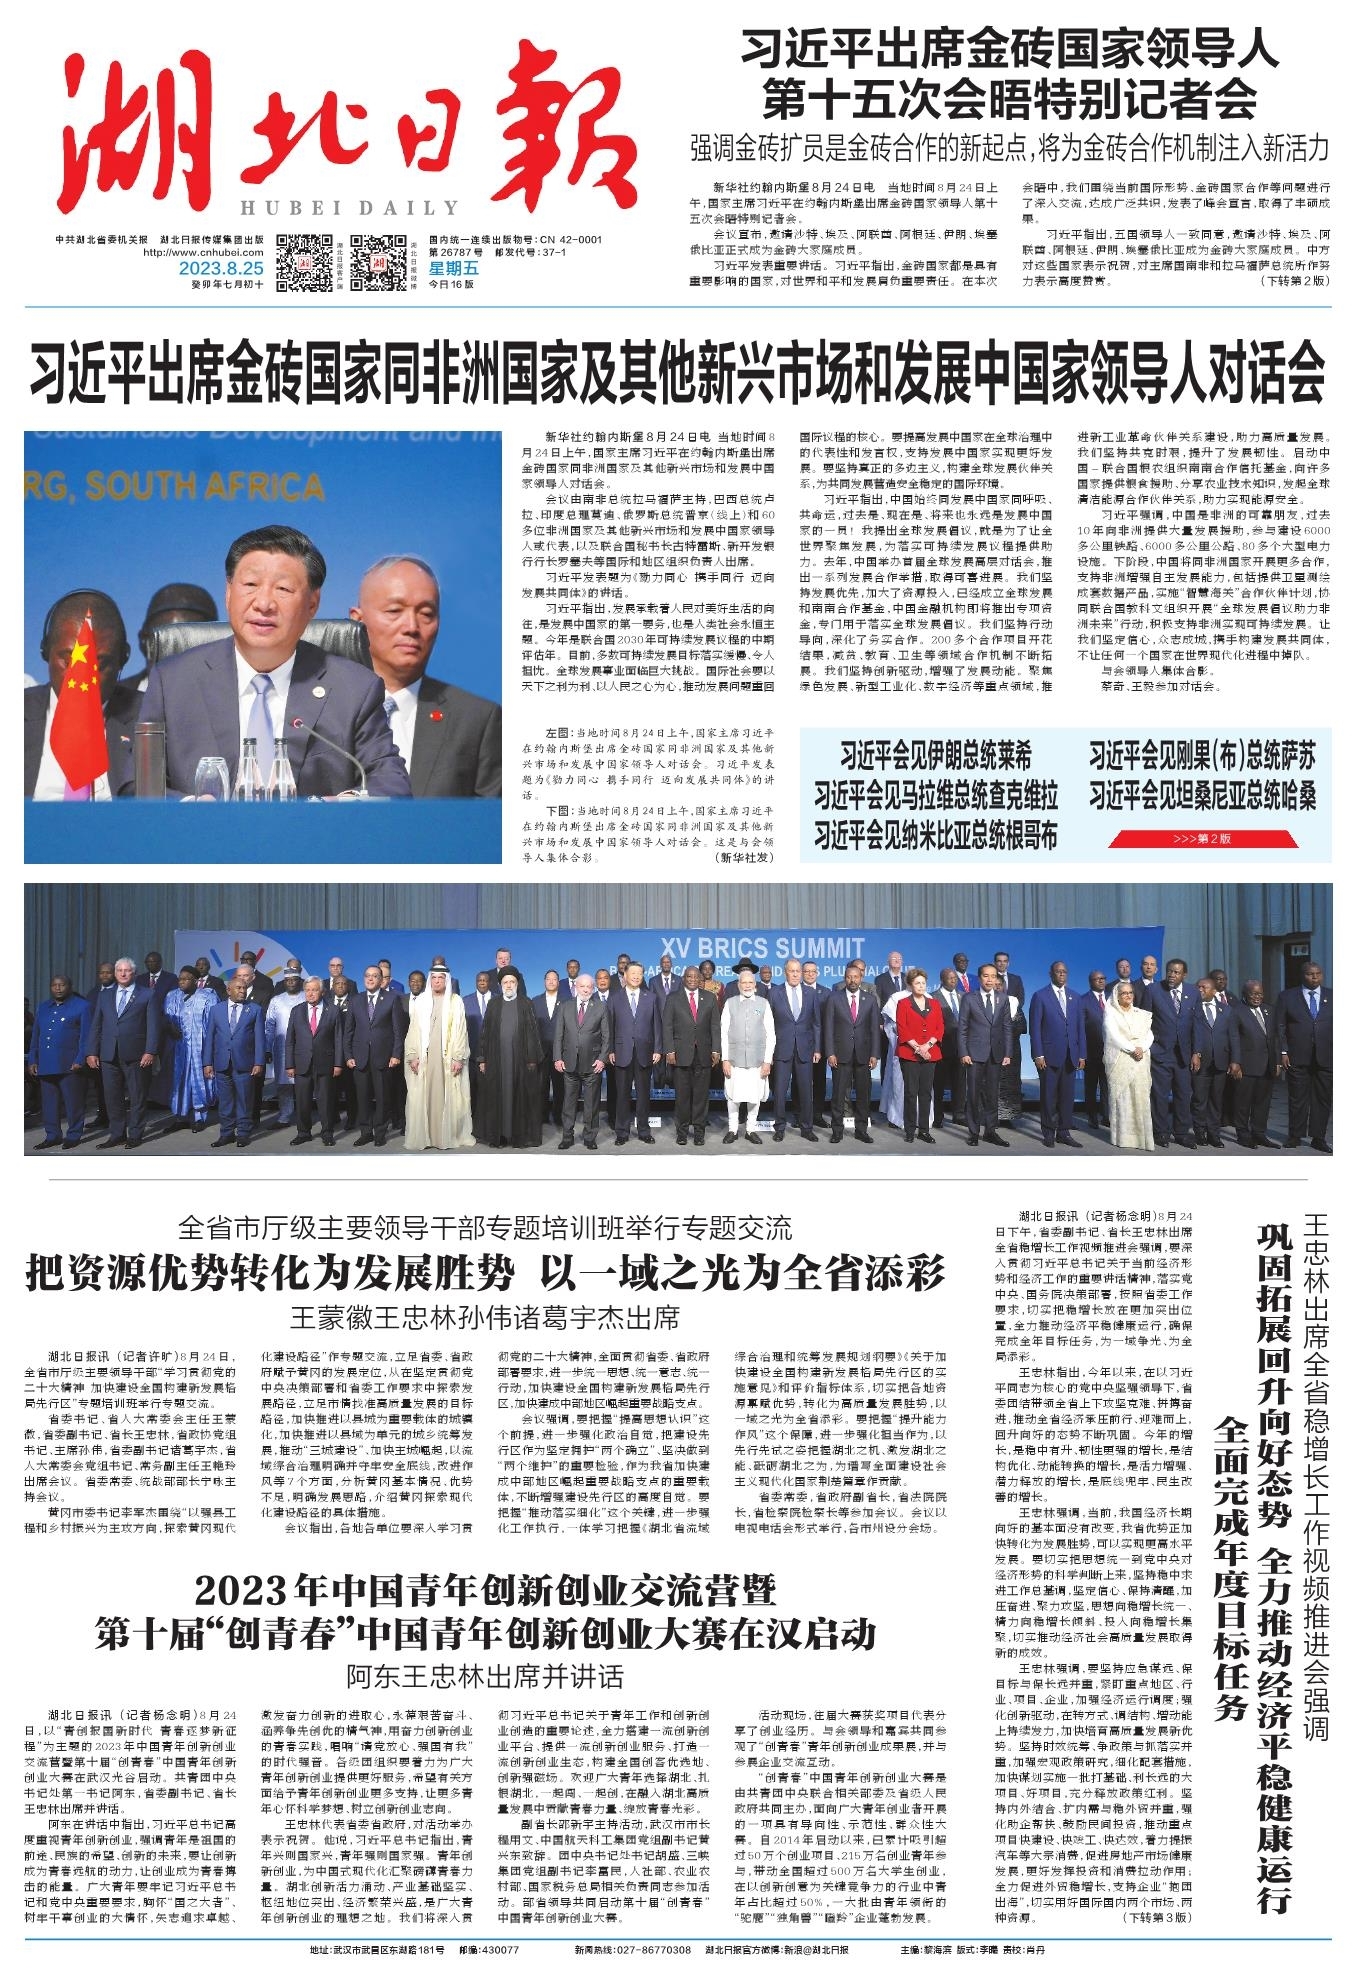 湖北日报
HUBEI DAILY
中共湖北省委机关报 湖北日报传媒集团出版
http://www.cnhubei.com
2023.8.25
癸卯年七月初十
湖北日报客户端
湖北日报微博
国内统一连续出版物号:CN 42-0001
第26787号 邮发代号:37-1
星期五
今日16版
习近平出席金砖国家领导人
第十五次会晤特别记者会
强调金砖扩员是金砖合作的新起点,将为金砖合作机制注入新活力
新华社约翰内斯堡8月24日电 当地时间8月24日上
午,国家主席习近平在约翰内斯堡出席金砖国家领导人第十
五次会晤特别记者会。
会议宣布,邀请沙特、埃及、阿联酋、阿根廷、伊朗、埃塞
俄比亚正式成为金砖大家庭成员。
习近平发表重要讲话。习近平指出,金砖国家都是具有
重要影响的国家,对世界和平和发展肩负重要责任。在本次
会晤中,我们围绕当前国际形势、金砖国家合作等问题进行
了深入交流,达成广泛共识,发表了峰会宣言,取得了丰硕成
果。
习近平指出,五国领导人一致同意,邀请沙特、埃及、阿
联酋、阿根廷、伊朗、埃塞俄比亚成为金砖大家庭成员。中方
对这些国家表示祝贺,对主席国南非和拉马福萨总统所作努
力表示高度赞赏。 (下转第2版)
习近平出席金砖国家同非洲国家及其他新兴市场和发展中国家领导人对话会
RG, SOUTH AFRICA
新华社约翰内斯堡8月24日电 当地时间8
月24日上午,国家主席习近平在约翰内斯堡出席
金砖国家同非洲国家及其他新兴市场和发展中国
家领导人对话会。
会议由南非总统拉马福萨主持,巴西总统卢
拉、印度总理莫迪、俄罗斯总统普京(线上)和60
多位非洲国家及其他新兴市场和发展中国家领导
人或代表,以及联合国秘书长古特雷斯、新开发银
行行长罗塞夫等国际和地区组织负责人出席。
习近平发表题为《勠力同心 携手同行 迈向
发展共同体》的讲话。
习近平指出,发展承载着人民对美好生活的向
往,是发展中国家的第一要务,也是人类社会永恒主
题。今年是联合国2030年可持续发展议程的中期
评估年。目前,多数可持续发展目标落实缓慢、令人
担忧。全球发展事业面临巨大挑战。国际社会要以
天下之利为利、以人民之心为心,推动发展问题重回
国际议程的核心。要提高发展中国家在全球治理中
的代表性和发言权,支持发展中国家实现更好发
展。要坚持真正的多边主义,构建全球发展伙伴关
系,为共同发展营造安全稳定的国际环境。
习近平指出,中国始终同发展中国家同呼吸、
共命运,过去是、现在是、将来也永远是发展中国
家的一员!我提出全球发展倡议,就是为了让全
世界聚焦发展,为落实可持续发展议程提供助
力。去年,中国举办首届全球发展高层对话会,推
出一系列发展合作举措,取得可喜进展。我们坚
持发展优先,加大了资源投入,已经成立全球发展
和南南合作基金,中国金融机构即将推出专项资
金,专门用于落实全球发展倡议。我们坚持行动
导向,深化了务实合作。200多个合作项目开花
结果,减贫、教育、卫生等领域合作机制不断拓
展。我们坚持创新驱动,增强了发展动能。聚焦
绿色发展、新型工业化、数字经济等重点领域,推
进新工业革命伙伴关系建设,助力高质量发展。
我们坚持共克时艰,提升了发展韧性。启动中
国-联合国粮农组织南南合作信托基金,向许多
国家提供粮食援助、分享农业技术知识,发起全球
清洁能源合作伙伴关系,助力实现能源安全。
习近平强调,中国是非洲的可靠朋友,过去
10年向非洲提供大量发展援助,参与建设6000
多公里铁路、6000多公里公路、80多个大型电力
设施。下阶段,中国将同非洲国家开展更多合作,
支持非洲增强自主发展能力,包括提供卫星测绘
成套数据产品,实施“智慧海关”合作伙伴计划,协
同联合国教科文组织开展“全球发展倡议助力非
洲未来”行动,积极支持非洲实现可持续发展。让
我们坚定信心,众志成城,携手构建发展共同体,
不让任何一个国家在世界现代化进程中掉队。
与会领导人集体合影。
蔡奇、王毅参加对话会。
左图:当地时间8月24日上午,国家主席习近平
在约翰内斯堡出席金砖国家同非洲国家及其他新
兴市场和发展中国家领导人对话会。习近平发表
题为《勠力同心 携手同行 迈向发展共同体》的讲
话。
下图:当地时间8月24日上午,国家主席习近平
在约翰内斯堡出席金砖国家同非洲国家及其他新
兴市场和发展中国家领导人对话会。这是与会领
导人集体合影。 (新华社发)
习近平会见伊朗总统莱希
习近平会见马拉维总统查克维拉
习近平会见纳米比亚总统根哥布
习近平会见刚果(布)总统萨苏
习近平会见坦桑尼亚总统哈桑
>>>第2版
XV BRICS SUMMIT
全省市厅级主要领导干部专题培训班举行专题交流
把资源优势转化为发展胜势 以一域之光为全省添彩
王蒙徽王忠林孙伟诸葛宇杰出席
湖北日报讯(记者许旷)8月24日,
全省市厅级主要领导干部“学习贯彻党的
二十大精神 加快建设全国构建新发展格
局先行区”专题培训班举行专题交流。
省委书记、省人大常委会主任王蒙
徽,省委副书记、省长王忠林,省政协党组
书记、主席孙伟,省委副书记诸葛宇杰,省
人大常委会党组书记、常务副主任王艳玲
出席会议。省委常委、统战部部长宁咏主
持会议。
黄冈市委书记李军杰围绕“以强县工
程和乡村振兴为主攻方向,探索黄冈现代
化建设路径”作专题交流,立足省委、省政
府赋予黄冈的发展定位,从在坚定贯彻党
中央决策部署和省委工作要求中探索发
展路径,立足市情找准高质量发展的目标
路径,加快推进以县城为重要载体的城镇
化,加快推进以县域为单元的城乡统筹发
展,推动“三城建设”、加快主城崛起,以流
域综合治理明确并守牢安全底线,改进作
风等7个方面,分析黄冈基本情况、优势
不足,明确发展思路,介绍黄冈探索现代
化建设路径的具体措施。
会议指出,各地各单位要深入学习贯
彻党的二十大精神,全面贯彻省委、省政府
部署要求,进一步统一思想、统一意志、统一
行动,加快建设全国构建新发展格局先行
区,加快建成中部地区崛起重要战略支点。
会议强调,要把握“提高思想认识”这
个前提,进一步强化政治自觉,把建设先
行区作为坚定拥护“两个确立”、坚决做到
“两个维护”的重要检验,作为我省加快建
成中部地区崛起重要战略支点的重要载
体,不断增强建设先行区的高度自觉。要
把握“推动落实细化”这个关键,进一步强
化工作执行,一体学习把握《湖北省流域
综合治理和统筹发展规划纲要》《关于加
快建设全国构建新发展格局先行区的实
施意见》和评价指标体系,切实把各地资
源禀赋优势,转化为高质量发展胜势,以
一域之光为全省添彩。要把握“提升能力
作风”这个保障,进一步强化担当作为,以
先行先试之姿把握湖北之机、激发湖北之
能、砥砺湖北之为,为谱写全面建设社会
主义现代化国家荆楚篇章作贡献。
省委常委,省政府副省长,省法院院
长,省检察院检察长等参加会议。会议以
电视电话会形式举行,各市州设分会场。
2023年中国青年创新创业交流营暨
第十届“创青春”中国青年创新创业大赛在汉启动
阿东王忠林出席并讲话
湖北日报讯(记者杨念明)8月24
日,以“青创报国新时代 青春逐梦新征
程”为主题的2023年中国青年创新创业
交流营暨第十届“创青春”中国青年创新
创业大赛在武汉光谷启动。共青团中央
书记处第一书记阿东,省委副书记、省长
王忠林出席并讲话。
阿东在讲话中指出,习近平总书记高
度重视青年创新创业,强调青年是祖国的
前途、民族的希望、创新的未来,要让创新
成为青春远航的动力,让创业成为青春搏
击的能量。广大青年要牢记习近平总书
记和党中央重要要求,胸怀“国之大者”、
树牢干事创业的大情怀,矢志追求卓越、
激发奋力创新的进取心,永葆艰苦奋斗、
涵养争先创优的精气神,用奋力创新创业
的青春实践,唱响“请党放心、强国有我”
的时代强音。各级团组织要着力为广大
青年创新创业提供更好服务,希望有关方
面给予青年创新创业更多支持,让更多青
年心怀科学梦想、树立创新创业志向。
王忠林代表省委省政府,对活动举办
表示祝贺。他说,习近平总书记指出,青
年兴则国家兴,青年强则国家强。青年创
新创业,为中国式现代化汇聚磅礴青春力
量。湖北创新活力涌动、产业基础坚实、
枢纽地位突出、经济繁荣兴盛,是广大青
年创新创业的理想之地。我们将深入贯
彻习近平总书记关于青年工作和创新创
业创造的重要论述,全力搭建一流创新创
业平台、提供一流创新创业服务、打造一
流创新创业生态,构建全国创客优选地、
创新强磁场。欢迎广大青年选择湖北、扎
根湖北,一起闯、一起创,在融入湖北高质
量发展中贡献青春力量、绽放青春光彩。
副省长邵新宇主持活动,武汉市市长
程用文、中国航天科工集团党组副书记黄
兴东致辞。团中央书记处书记胡盛,三峡
集团党组副书记李富民,人社部、农业农
村部、国家税务总局相关负责同志参加活
动。部省领导共同启动第十届“创青春”
中国青年创新创业大赛。
活动现场,往届大赛获奖项目代表分
享了创业经历。与会领导和嘉宾共同参
观了“创青春”青年创新创业成果展,并与
参展企业交流互动。
“创青春”中国青年创新创业大赛是
由共青团中央联合相关部委及省级人民
政府共同主办,面向广大青年创业者开展
的一项具有导向性、示范性、群众性大
赛。自2014年启动以来,已累计吸引超
过50万个创业项目、215万名创业青年参
与,带动全国超过500万名大学生创业,
在以创新创意为关键竞争力的行业中青
年占比超过50%,一大批由青年领衔的
“驼鹿”“独角兽”“瞪羚”企业蓬勃发展。
王忠林出席全省稳增长工作视频推进会强调
巩固拓展回升向好态势 全力推动经济平稳健康运行
全面完成年度目标任务
湖北日报讯(记者杨念明)8月24
日下午,省委副书记、省长王忠林出席
全省稳增长工作视频推进会强调,要深
入贯彻习近平总书记关于当前经济形
势和经济工作的重要讲话精神,落实党
中央、国务院决策部署,按照省委工作
要求,切实把稳增长放在更加突出位
置,全力推动经济平稳健康运行,确保
完成全年目标任务,为一域争光、为全
局添彩。
王忠林指出,今年以来,在以习近
平同志为核心的党中央坚强领导下,省
委团结带领全省上下攻坚克难、拼搏奋
进,推动全省经济承压前行、迎难而上,
回升向好的态势不断巩固。今年的增
长,是稳中有升、韧性更强的增长,是结
构优化、动能转换的增长,是活力增强、
潜力释放的增长,是底线兜牢、民生改
善的增长。
王忠林强调,当前,我国经济长期
向好的基本面没有改变,我省优势正加
快转化为发展胜势,可以实现更高水平
发展。要切实把思想统一到党中央对
经济形势的科学判断上来,坚持稳中求
进工作总基调,坚定信心、保持清醒,加
压奋进、聚力攻坚,思想向稳增长统一、
精力向稳增长倾斜、投入向稳增长集
聚,切实推动经济社会高质量发展取得
新的成效。
王忠林强调,要坚持应急谋远、保
目标与保长远并重,紧盯重点地区、行
业、项目、企业,加强经济运行调度;强
化创新驱动,在转方式、调结构、增动能
上持续发力,加快培育高质量发展新优
势。坚持时效统筹、争政策与抓落实并
重,加强宏观政策研究,细化配套措施,
加快谋划实施一批打基础、利长远的大
项目、好项目,充分释放政策红利。坚
持内外结合、扩内需与稳外贸并重,强
化助企帮扶、鼓励民间投资,推动重点
项目快建设、快竣工、快达效,着力提振
汽车等大宗消费,促进房地产市场健康
发展,更好发挥投资和消费拉动作用;
全力促进外贸稳增长,支持企业“抱团
出海”,切实用好国际国内两个市场、两
种资源。 (下转第3版)
地址:武汉市武昌区东湖路181号 邮编:430077 新闻热线:027-86770308 湖北日报官方微博:新浪@湖北日报 主编:黎海滨 版式:李曦 责校:肖丹